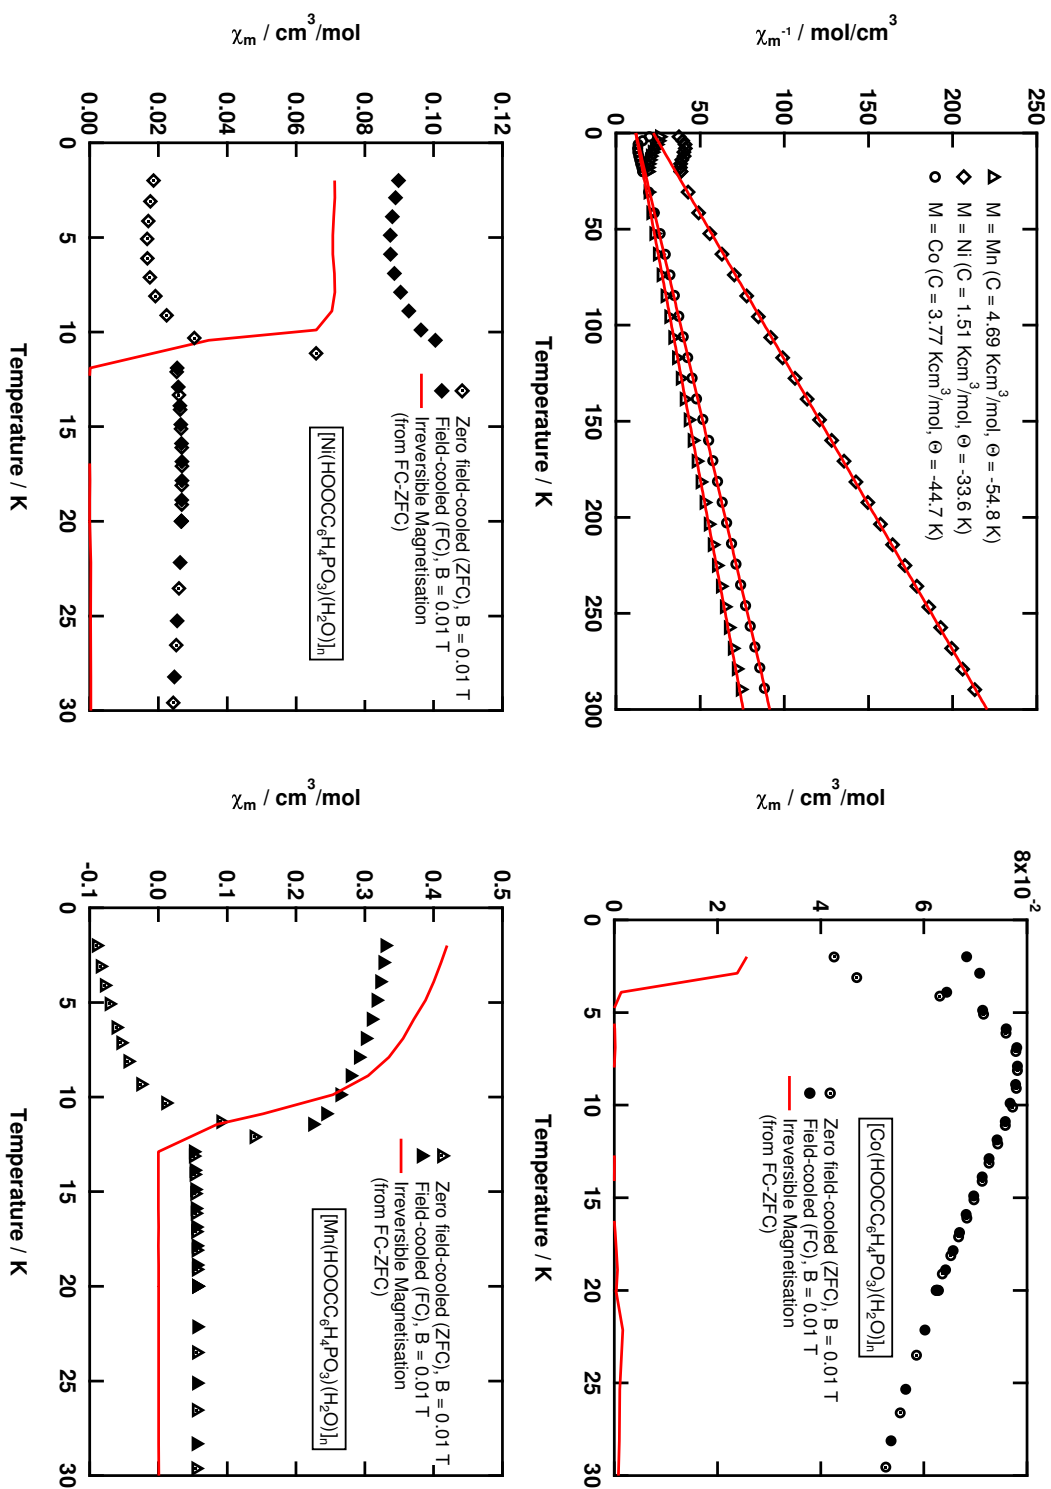 χm⁻¹ / mol/cm³
250
200
150
100
50
0
M = Mn (C = 4.69 Kcm³/mol, Θ = -54.8 K)
M = Ni (C = 1.51 Kcm³/mol, Θ = -33.6 K)
M = Co (C = 3.77 Kcm³/mol, Θ = -44.7 K)
0 50 100 150 200 250 300
Temperature / K
χm / cm³/mol
8x10⁻²
6
4
2
0
[Co(HOOCC₆H₄PO₃)(H₂O)]n
Zero field-cooled (ZFC), B = 0.01 T
Field-cooled (FC), B = 0.01 T
Irreversible Magnetisation
(from FC-ZFC)
0 5 10 15 20 25 30
Temperature / K
χm / cm³/mol
0.12
0.10
0.08
0.06
0.04
0.02
0.00
Zero field-cooled (ZFC), B = 0.01 T
Field-cooled (FC), B = 0.01 T
Irreversible Magnetisation
(from FC-ZFC)
[Ni(HOOCC₆H₄PO₃)(H₂O)]n
0 5 10 15 20 25 30
Temperature / K
χm / cm³/mol
0.5
0.4
0.3
0.2
0.1
0.0
-0.1
Zero field-cooled (ZFC), B = 0.01 T
Field-cooled (FC), B = 0.01 T
Irreversible Magnetisation
(from FC-ZFC)
[Mn(HOOCC₆H₄PO₃)(H₂O)]n
0 5 10 15 20 25 30
Temperature / K